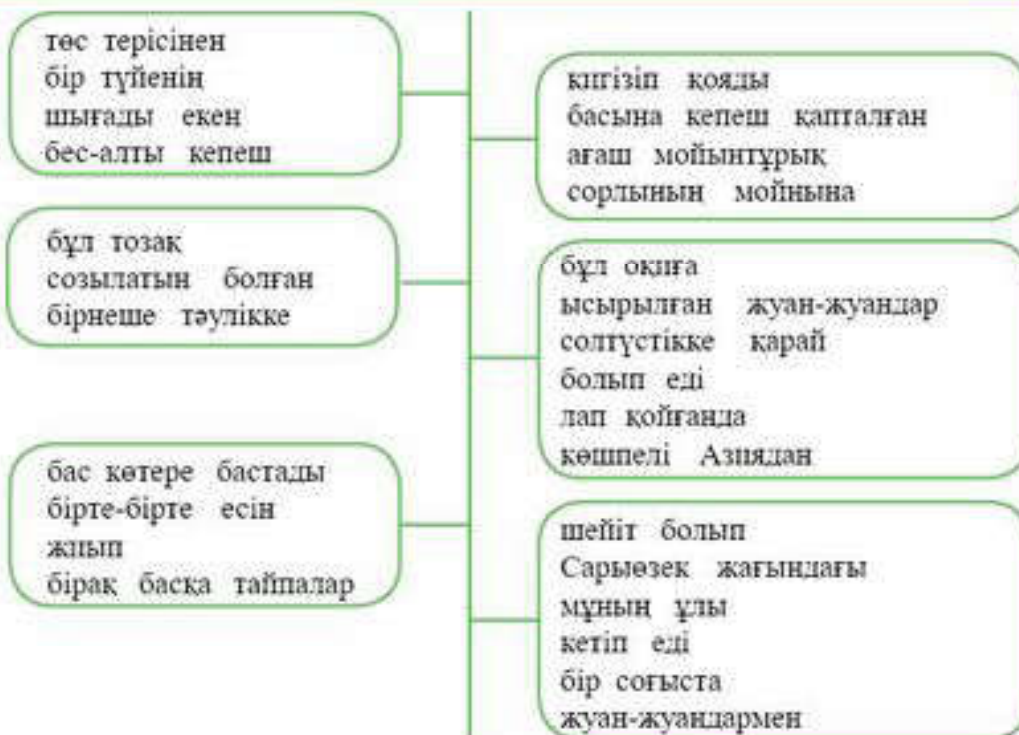 төс терісінен
бір түйенің
шығады екен
бес-алты кепеш
кигізіп қояды
басына кепеш қапталған
ағаш мойынтұрық
сорлының мойнына
бұл тозақ
созылатын болған
бірнеше тәулікке
бұл оқиға
ысырылған жуан-жуандар
солтүстікке қарай
болып еді
лап қойғанда
көшпелі Азиядан
бас көтере бастады
бірте-бірте есін
жиып
бірақ басқа тайпалар
шейіт болып
Сарыөзек жағындағы
мұның ұлы
кетіп еді
бір соғыста
жуан-жуандармен